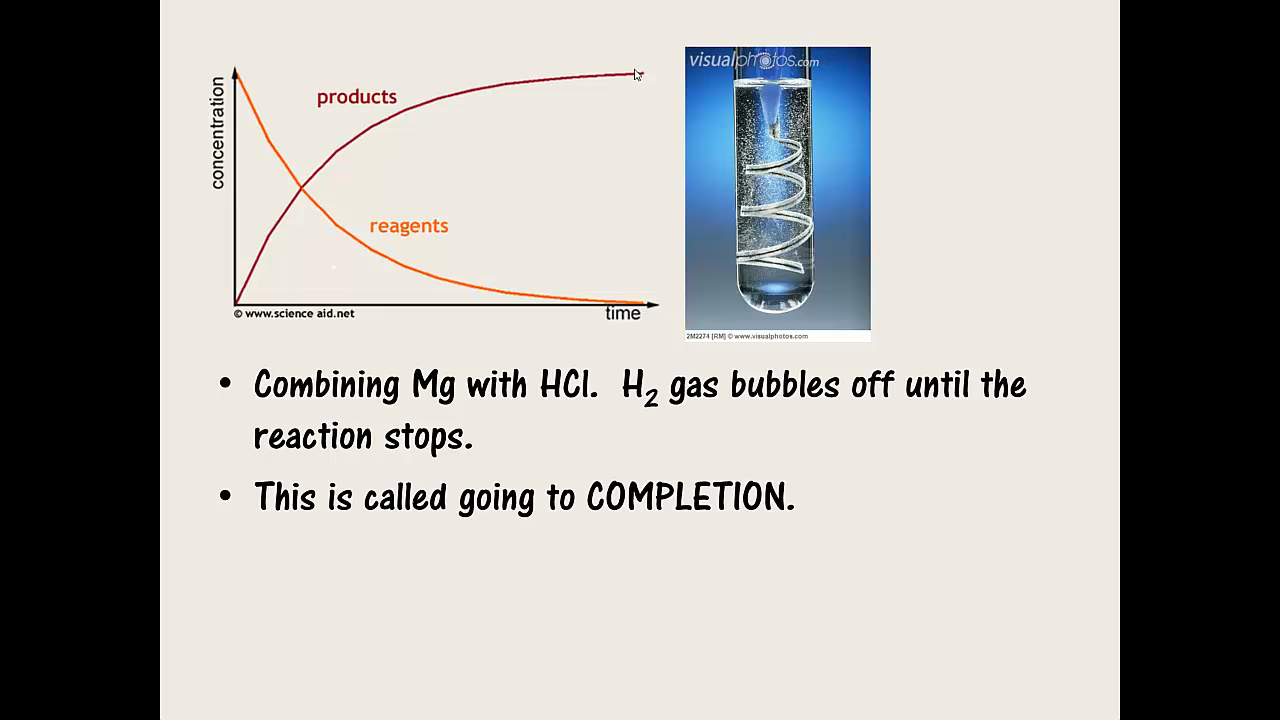 concentration
products
reagents
© www.science aid.net
time
visualphotos.com
2M2274 [RM] © www.visualphotos.com
• Combining Mg with HCl. H₂ gas bubbles off until the
reaction stops.
• This is called going to COMPLETION.